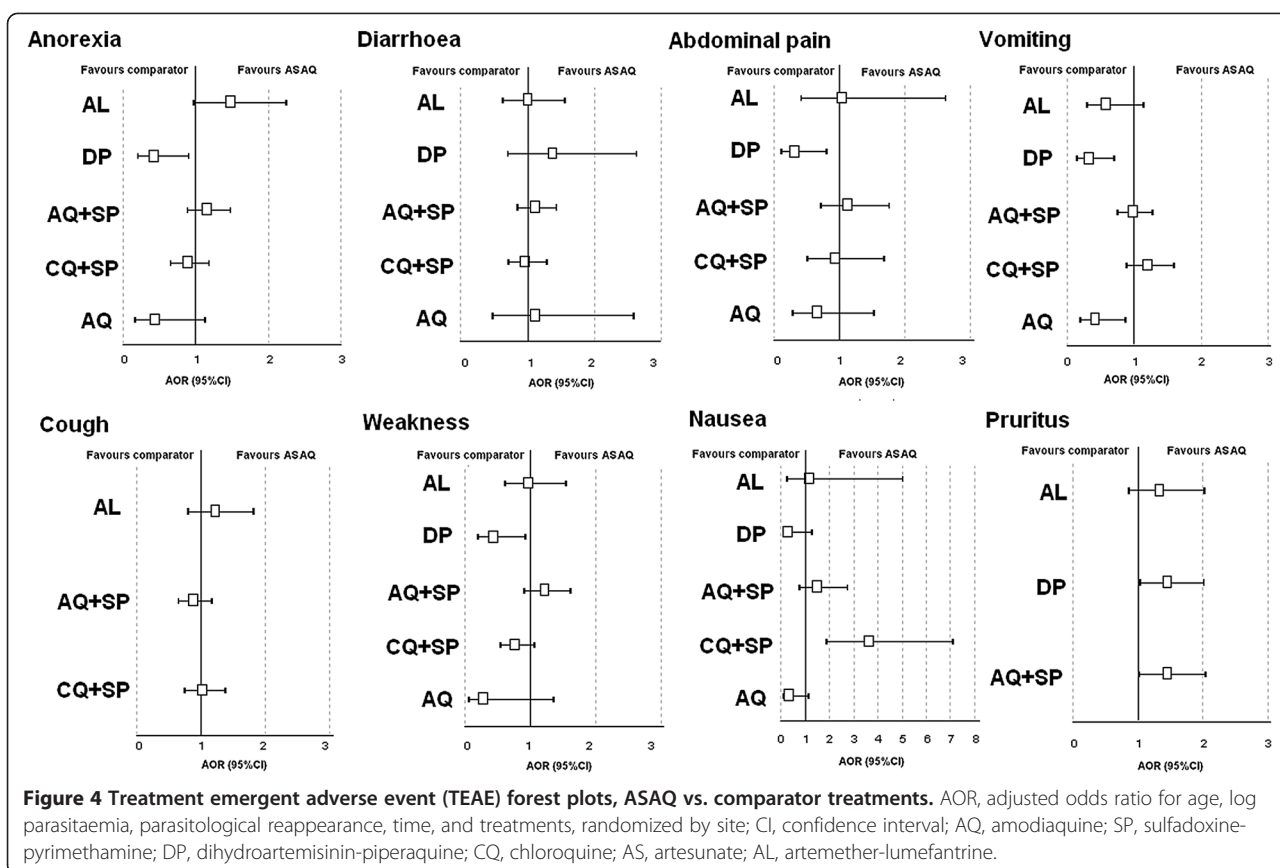 Anorexia
Favours comparator Favours ASAQ
AL
DP
AQ+SP
CQ+SP
AQ
0 1 2 3
AOR (95%CI)
Diarrhoea
Favours comparator Favours ASAQ
AL
DP
AQ+SP
CQ+SP
AQ
0 1 2 3
AOR (95%CI)
Abdominal pain
Favours comparator Favours ASAQ
AL
DP
AQ+SP
CQ+SP
AQ
0 1 2 3
AOR (95%CI)
Vomiting
Favours comparator Favours ASAQ
AL
DP
AQ+SP
CQ+SP
AQ
0 1 2 3
AOR (95%CI)
Cough
Favours comparator Favours ASAQ
AL
AQ+SP
CQ+SP
0 1 2 3
AOR (95%CI)
Weakness
Favours comparator Favours ASAQ
AL
DP
AQ+SP
CQ+SP
AQ
0 1 2 3
AOR (95%CI)
Nausea
Favours comparator Favours ASAQ
AL
DP
AQ+SP
CQ+SP
AQ
0 1 2 3 4 5 6 7 8
AOR (95%CI)
Pruritus
Favours comparator Favours ASAQ
AL
DP
AQ+SP
0 1 2 3
AOR (95%CI)
Figure 4 Treatment emergent adverse event (TEAE) forest plots, ASAQ vs. comparator treatments. AOR, adjusted odds ratio for age, log
parasitaemia, parasitological reappearance, time, and treatments, randomized by site; CI, confidence interval; AQ, amodiaquine; SP, sulfadoxine-
pyrimethamine; DP, dihydroartemisinin-piperaquine; CQ, chloroquine; AS, artesunate; AL, artemether-lumefantrine.